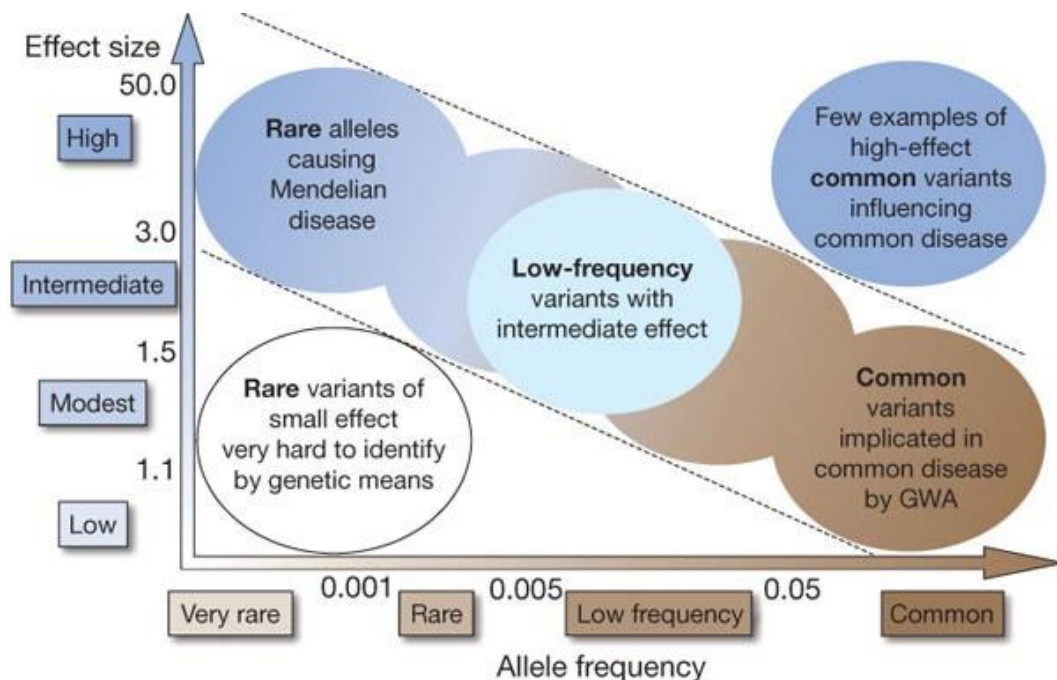 Effect size
50.0
High
3.0
Intermediate
1.5
Modest
1.1
Low
Rare alleles
causing
Mendelian
disease
Few examples of
high-effect
common variants
influencing
common disease
Low-frequency
variants with
intermediate effect
Rare variants of
small effect
very hard to identify
by genetic means
Common
variants
implicated in
common disease
by GWA
0.001
0.005
0.05
Very rare
Rare
Low frequency
Common
Allele frequency